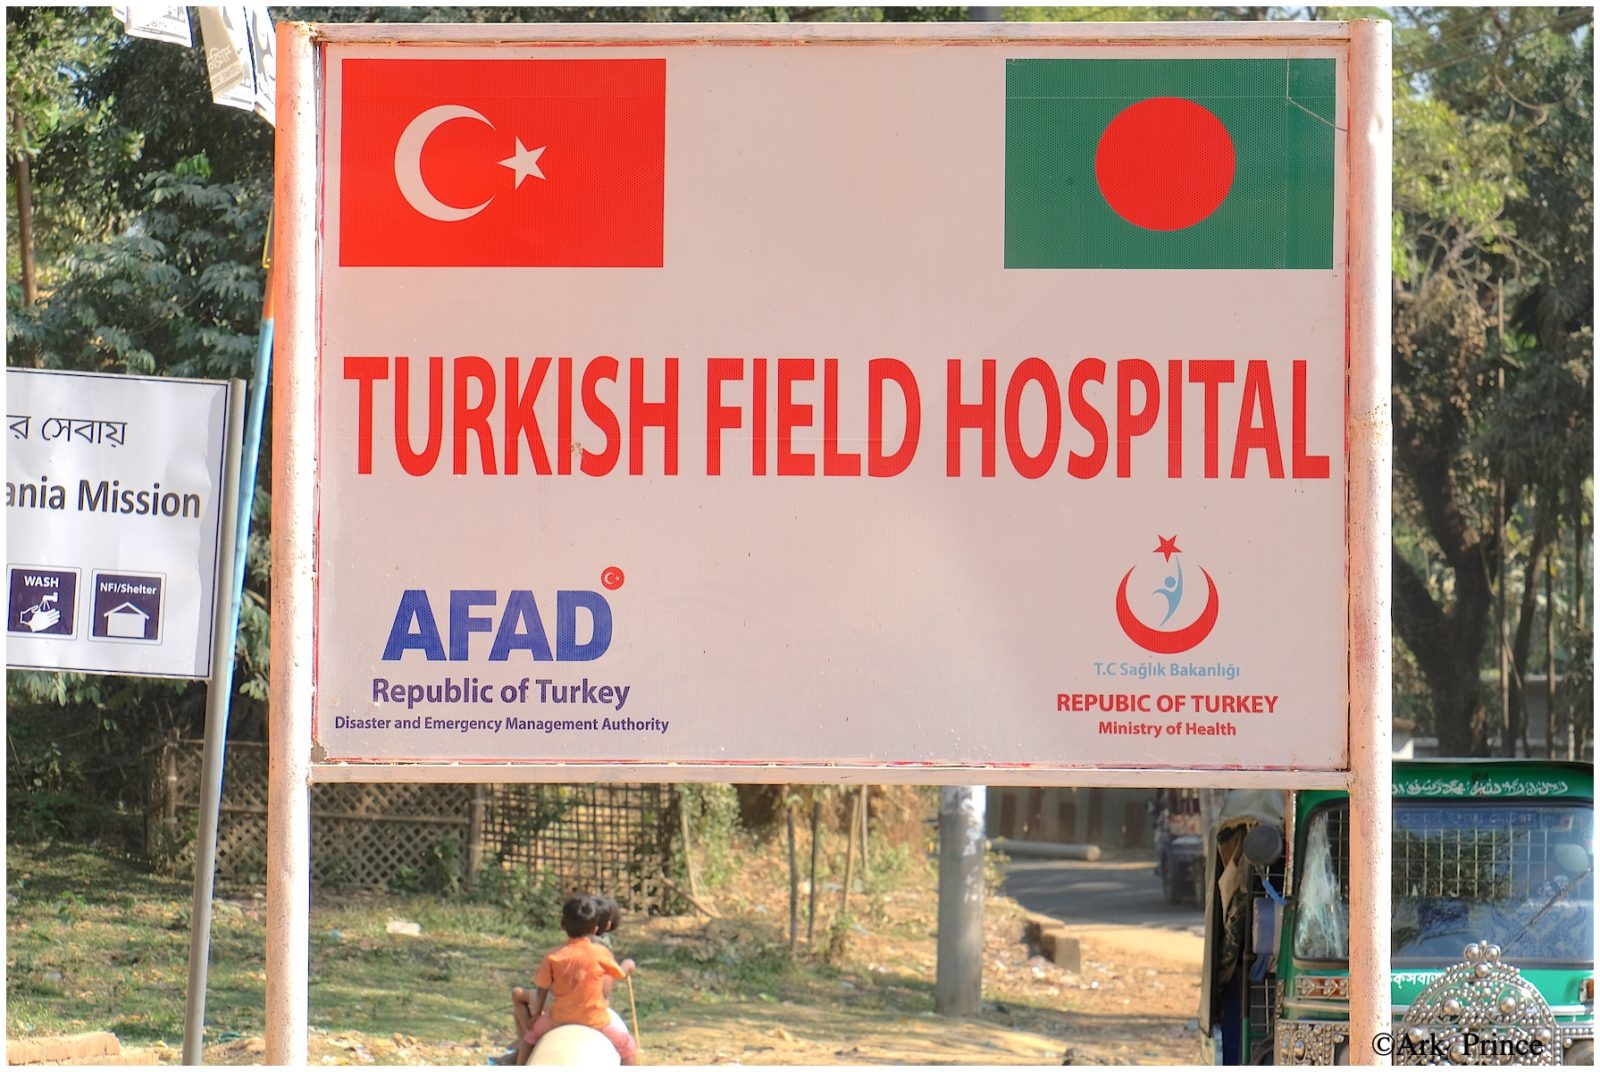 TURKISH FIELD HOSPITAL
AFAD
Republic of Turkey
Disaster and Emergency Management Authority
T.C Sağlık Bakanlığı
REPUBIC OF TURKEY
Ministry of Health
র সেবায়
ania Mission
WASH
NFI/Shelter
©Ark Prince